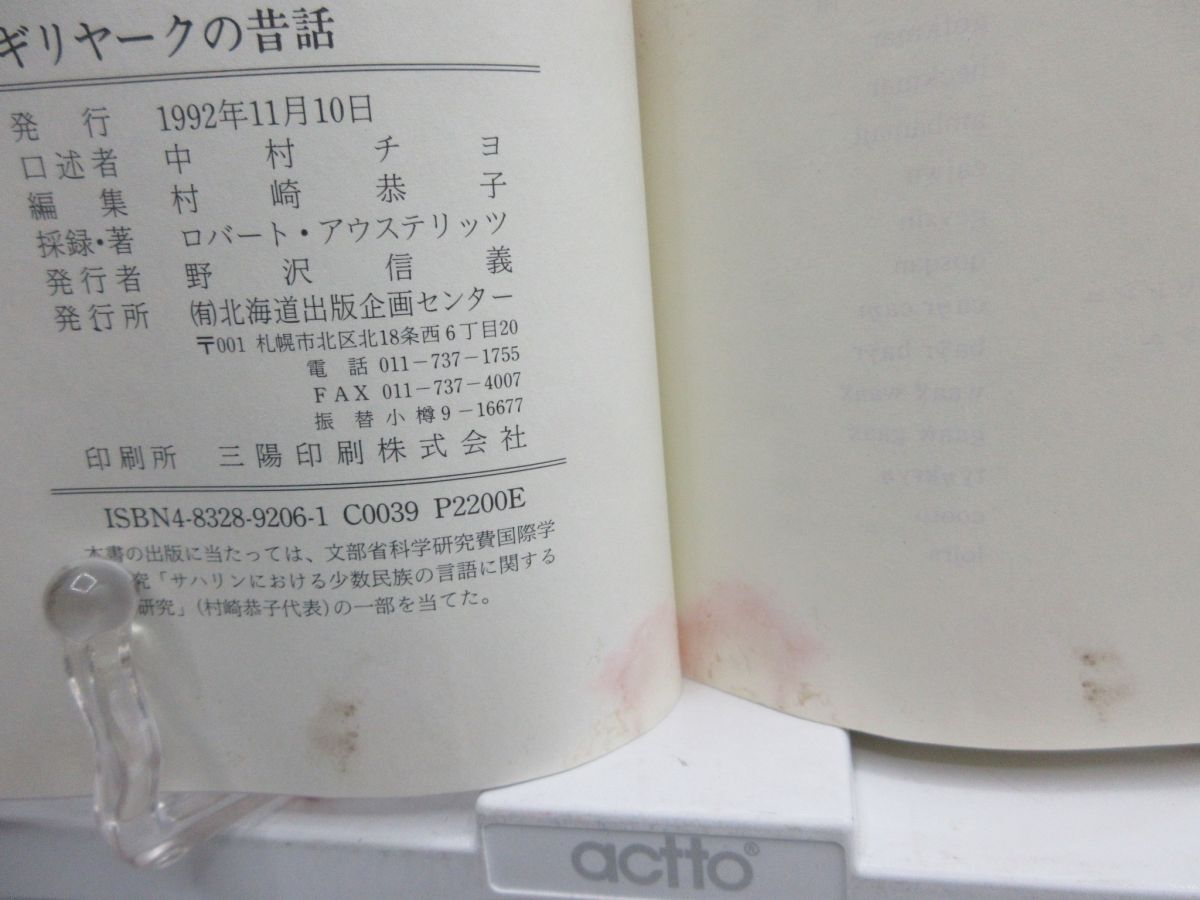 ギリヤークの昔話
発行 1992年11月10日
口述者 中村チヨ
編集 村崎恭子
採録・著 ロバート・アウステリッツ
発行者 野沢信義
発行所 ㈲北海道出版企画センター
〒001 札幌市北区北18条西6丁目20
電話 011-737-1755
FAX 011-737-4007
振替小樽9-16677
印刷所 三陽印刷株式会社
ISBN4-8328-9206-1 C0039 P2200E
本書の出版に当たっては、文部省科学研究費国際学
究「サハリンにおける少数民族の言語に関する
研究」(村崎恭子代表)の一部を当てた。
actto®